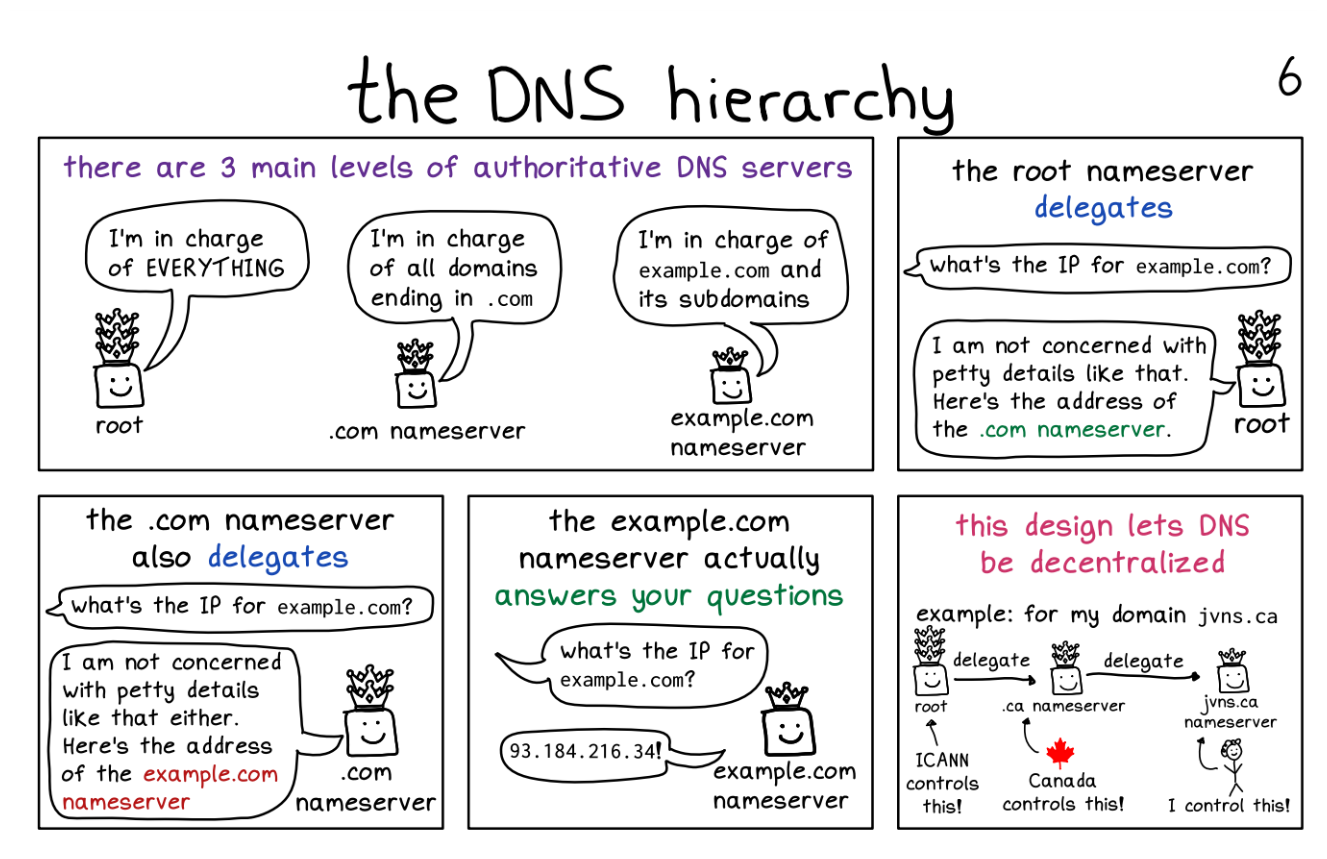 the DNS hierarchy
6
there are 3 main levels of authoritative DNS servers
I'm in charge
of EVERYTHING
root
I'm in charge
of all domains
ending in .com
.com nameserver
I'm in charge of
example.com and
its subdomains
example.com
nameserver
the root nameserver
delegates
what's the IP for example.com?
I am not concerned with
petty details like that.
Here's the address of
the .com nameserver.
root
the .com nameserver
also delegates
what's the IP for example.com?
I am not concerned
with petty details
like that either.
Here's the address
of the example.com
nameserver
.com
nameserver
the example.com
nameserver actually
answers your questions
what's the IP for
example.com?
93.184.216.34!
example.com
nameserver
this design lets DNS
be decentralized
example: for my domain jvns.ca
delegate
delegate
root
.ca nameserver
jvns.ca
nameserver
ICANN
controls
this!
Canada
controls this!
I control this!